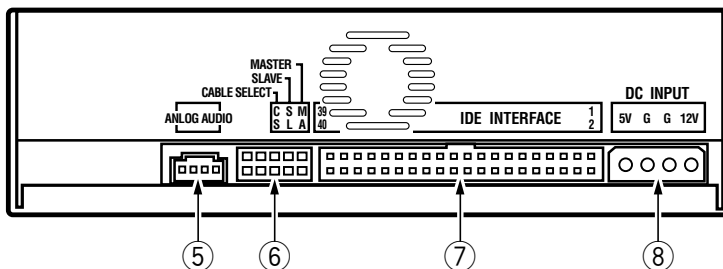 MASTER
SLAVE
CABLE SELECT
ANLOG AUDIO
C S M
S L A
39
40
IDE INTERFACE
1
2
DC INPUT
5V G G 12V
⑤ ⑥ ⑦ ⑧